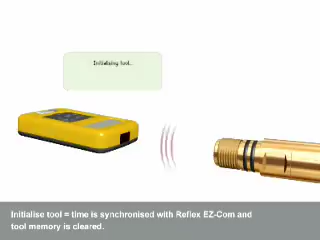 Initialising tool..
Initialise tool = time is synchronised with Reflex EZ-Com and
tool memory is cleared.